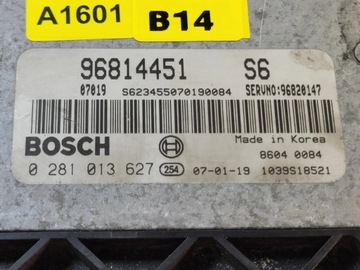 A1601 B14
96814451 S6
07019 S623455070190084 SERVNO:96820147
BOSCH Made in Korea
8604 0084
0 281 013 627 254 07-01-19 1039S18521